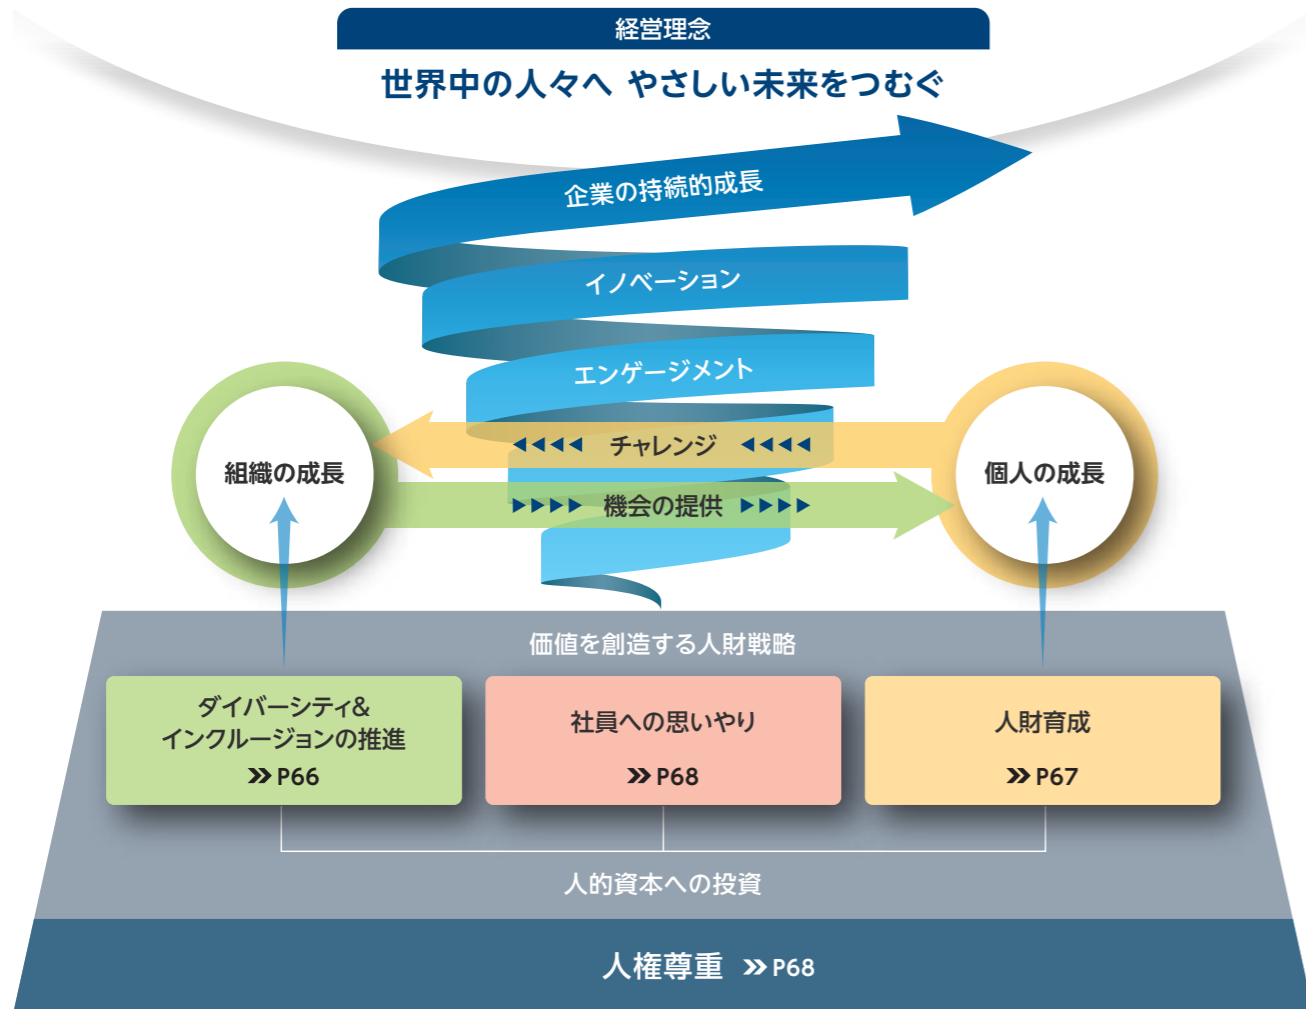 経営理念
世界中の人々へ やさしい未来をつむぐ
企業の持続的成長
イノベーション
エンゲージメント
チャレンジ
組織の成長
個人の成長
機会の提供
価値を創造する人財戦略
ダイバーシティ&
インクルージョンの推進
P66
社員への思いやり
P68
人財育成
P67
人的資本への投資
人権尊重 P68